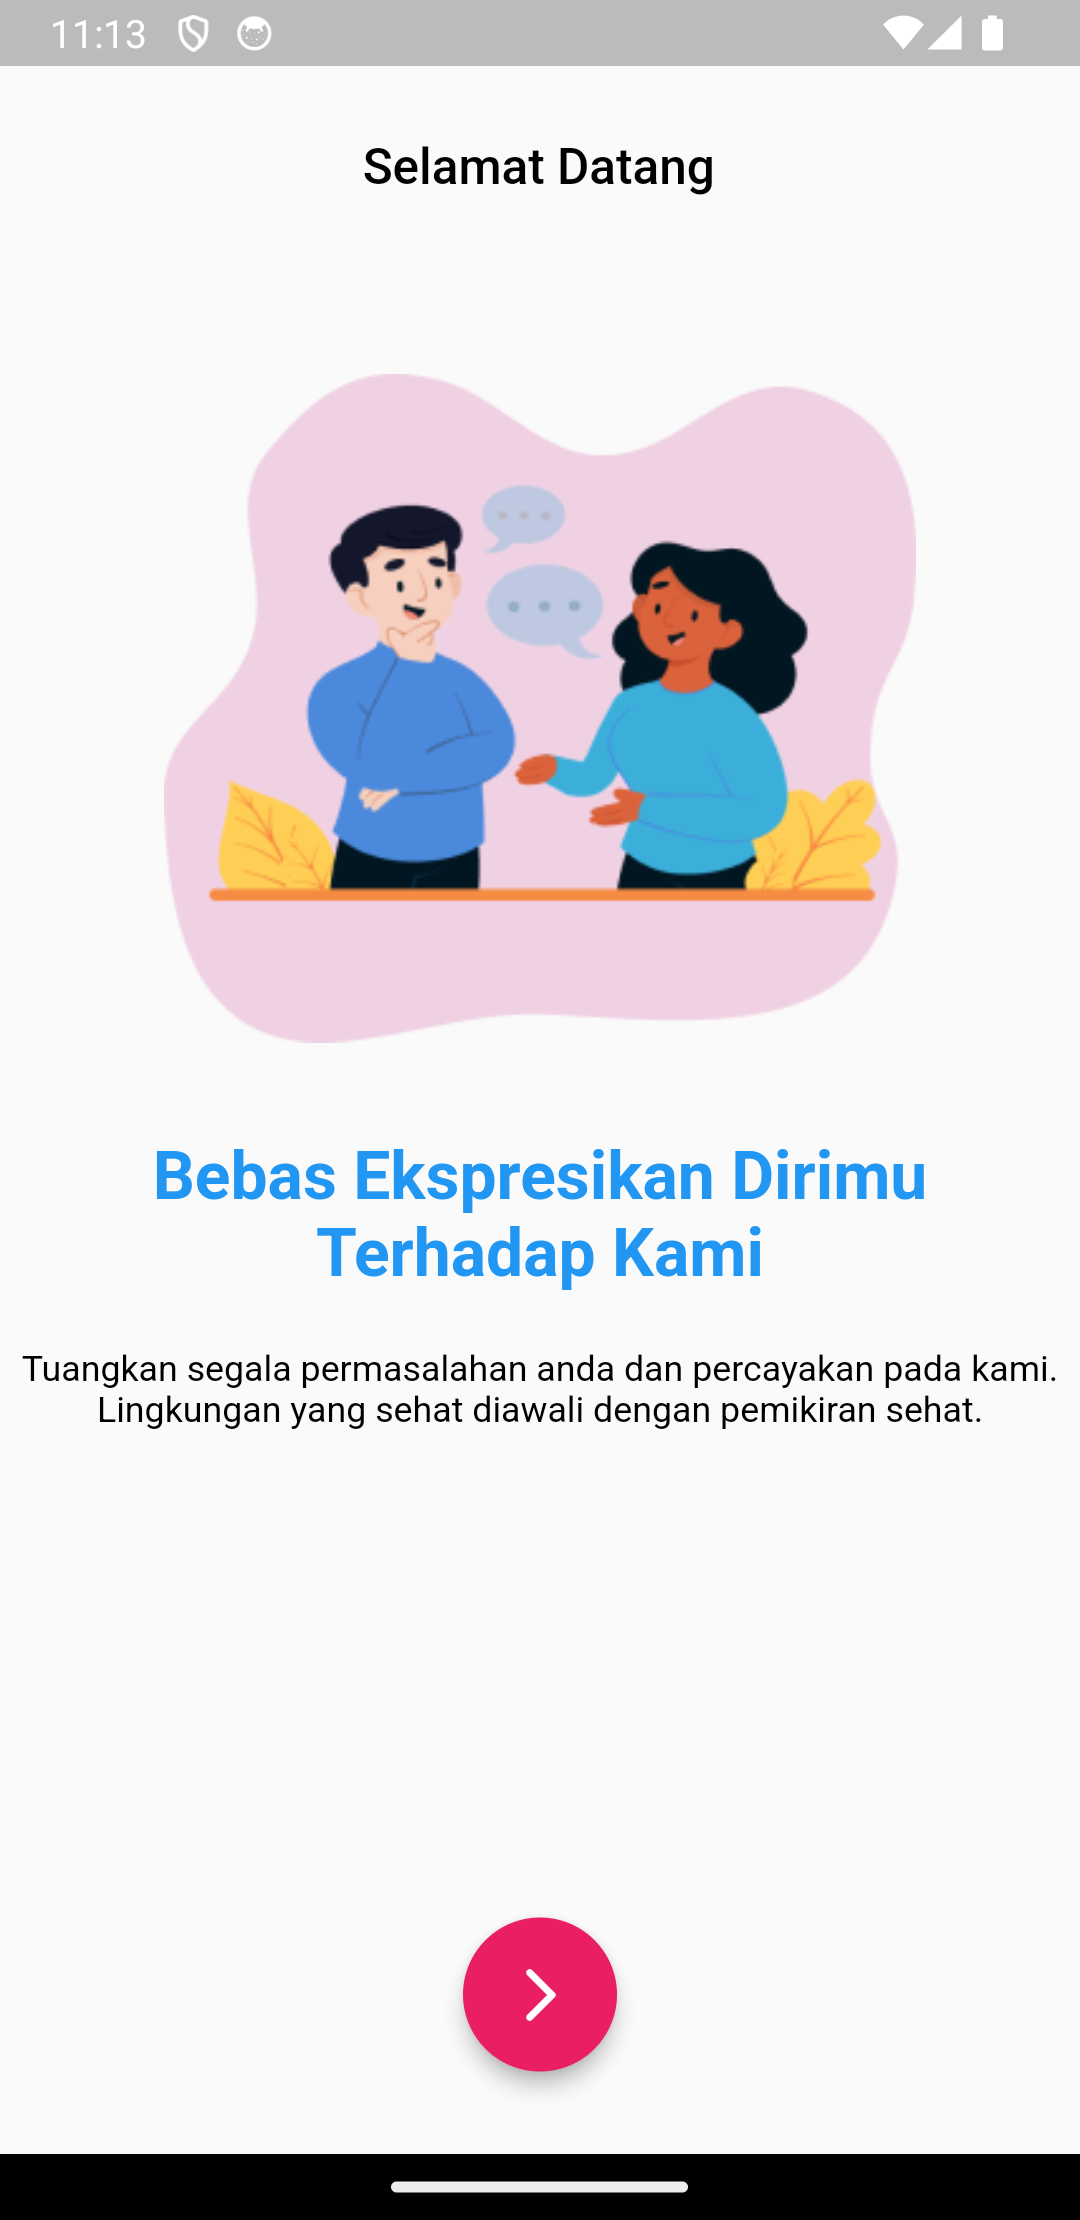 11:13
Selamat Datang
Bebas Ekspresikan Dirimu
Terhadap Kami
Tuangkan segala permasalahan anda dan percayakan pada kami.
Lingkungan yang sehat diawali dengan pemikiran sehat.